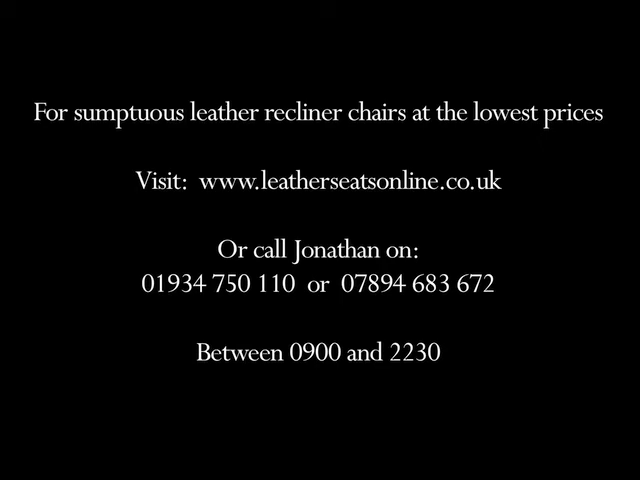 For sumptuous leather recliner chairs at the lowest prices
Visit: www.leatherseatsonline.co.uk
Or call Jonathan on:
01934 750 110 or 07894 683 672
Between 0900 and 2230